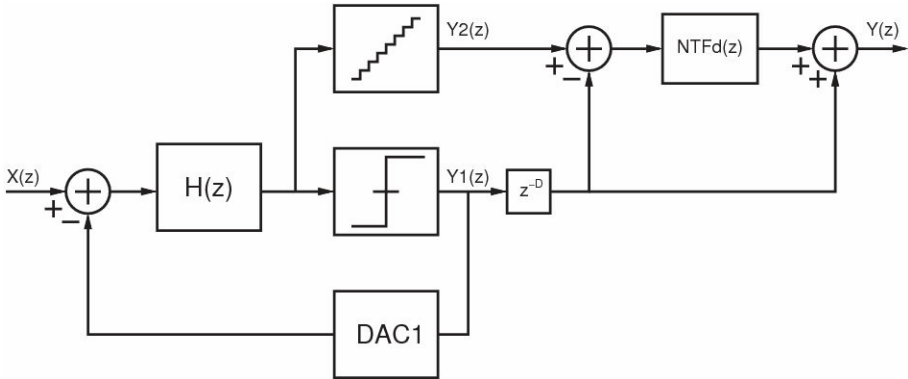 Y2(z)
NTFd(z)
Y(z)
X(z)
H(z)
Y1(z)
z⁻ᴰ
DAC1